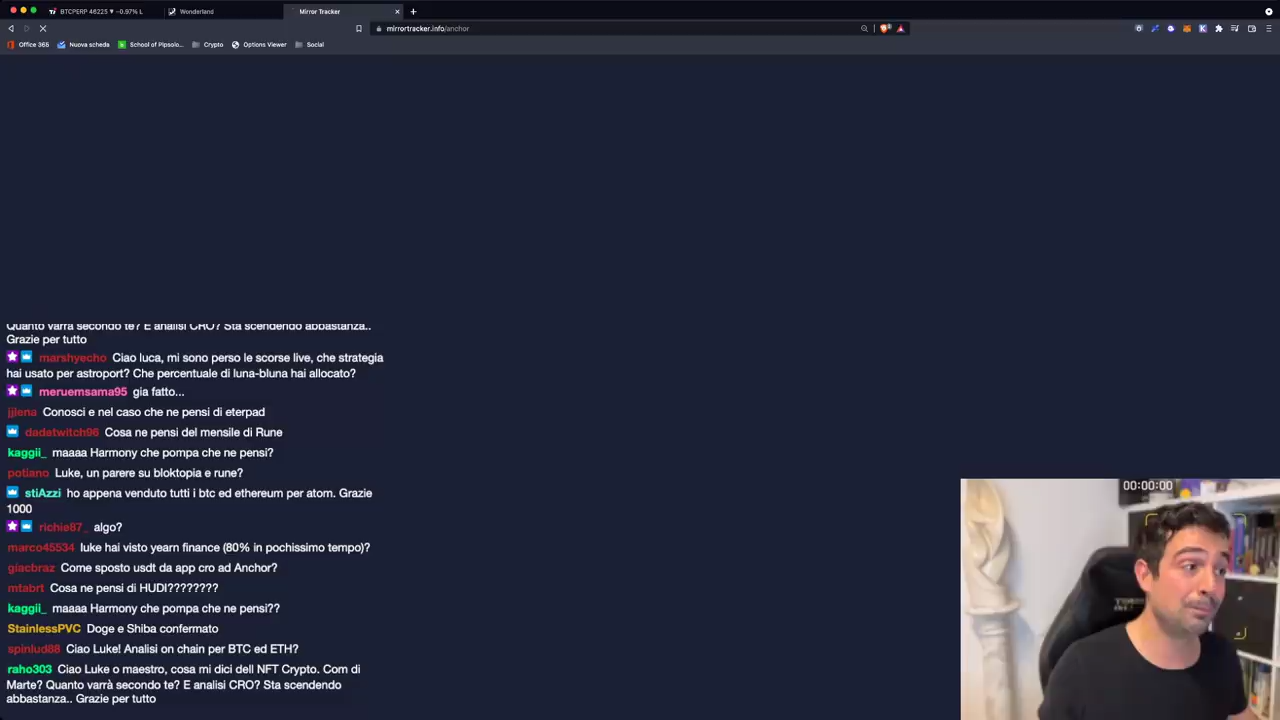 BTCPERP 46225 ▼ −0.97% L
Wonderland
Mirror Tracker
mirrortracker.info/anchor
Office 365
Nuova scheda
School of Pipsolo...
Crypto
Options Viewer
Social
Quanto varrà secondo te? E analisi CRO? Sta scendendo abbastanza..
Grazie per tutto
marshyecho Ciao luca, mi sono perso le scorse live, che strategia
hai usato per astroport? Che percentuale di luna-bluna hai allocato?
meruemsama95 gia fatto...
jjlena Conosci e nel caso che ne pensi di eterpad
dadetwitch96 Cosa ne pensi del mensile di Rune
kaggii_ maaaa Harmony che pompa che ne pensi?
potiano Luke, un parere su bloktopia e rune?
stiAzzi ho appena venduto tutti i btc ed ethereum per atom. Grazie
1000
richie87_ algo?
marco45534 luke hai visto yearn finance (80% in pochissimo tempo)?
giacbraz Come sposto usdt da app cro ad Anchor?
mtabrt Cosa ne pensi di HUDI????????
kaggii_ maaaa Harmony che pompa che ne pensi??
StainlessPVC Doge e Shiba confermato
spinlud88 Ciao Luke! Analisi on chain per BTC ed ETH?
raho303 Ciao Luke o maestro, cosa mi dici dell NFT Crypto. Com di
Marte? Quanto varrà secondo te? E analisi CRO? Sta scendendo
abbastanza.. Grazie per tutto
00:00:00